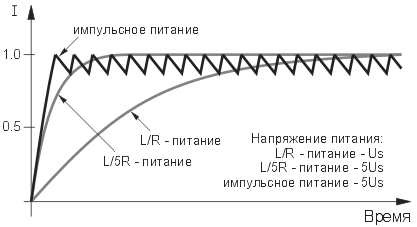 I
импульсное питание
1.0
0.5
L/R - питание
L/5R - питание
Напряжение питания:
L/R - питание - Us
L/5R - питание - 5Us
импульсное питание - 5Us
Время